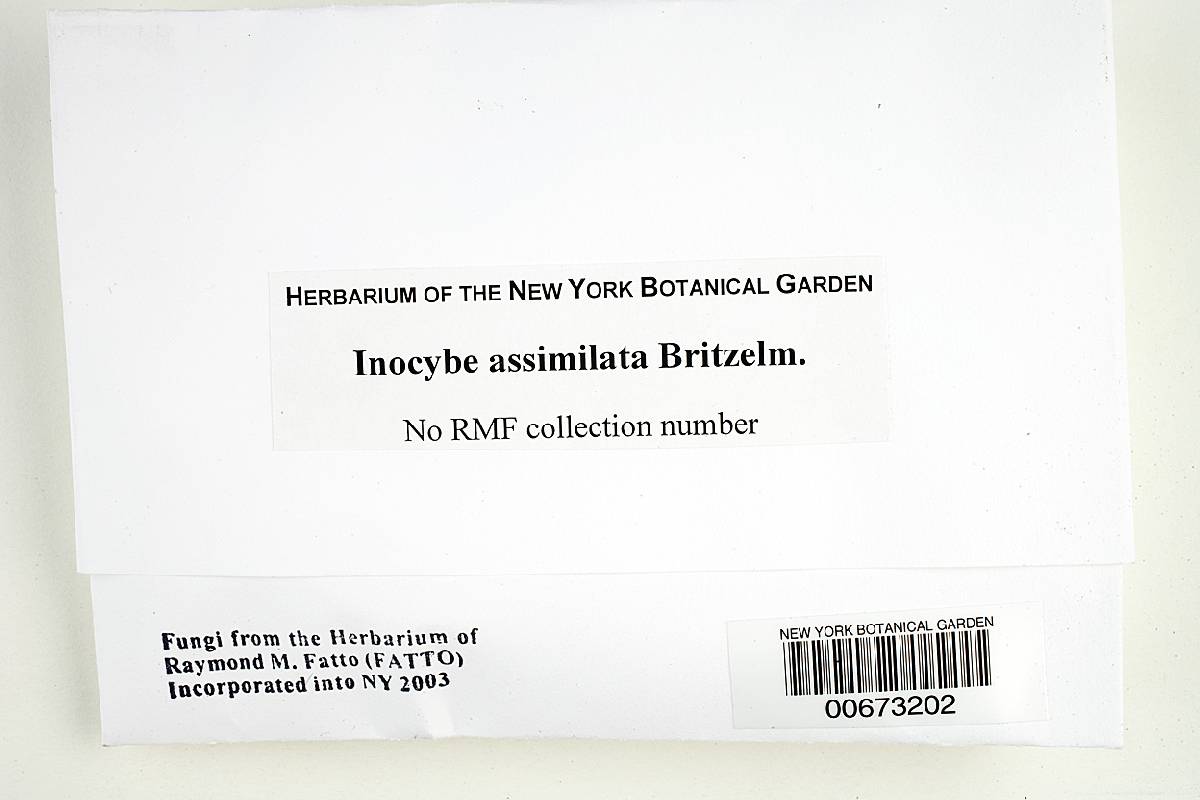 HERBARIUM OF THE NEW YORK BOTANICAL GARDEN
Inocybe assimilata Britzelm.
No RMF collection number
Fungi from the Herbarium of
Raymond M. Fatto (FATTO)
Incorporated into NY 2003
NEW YORK BOTANICAL GARDEN
00673202